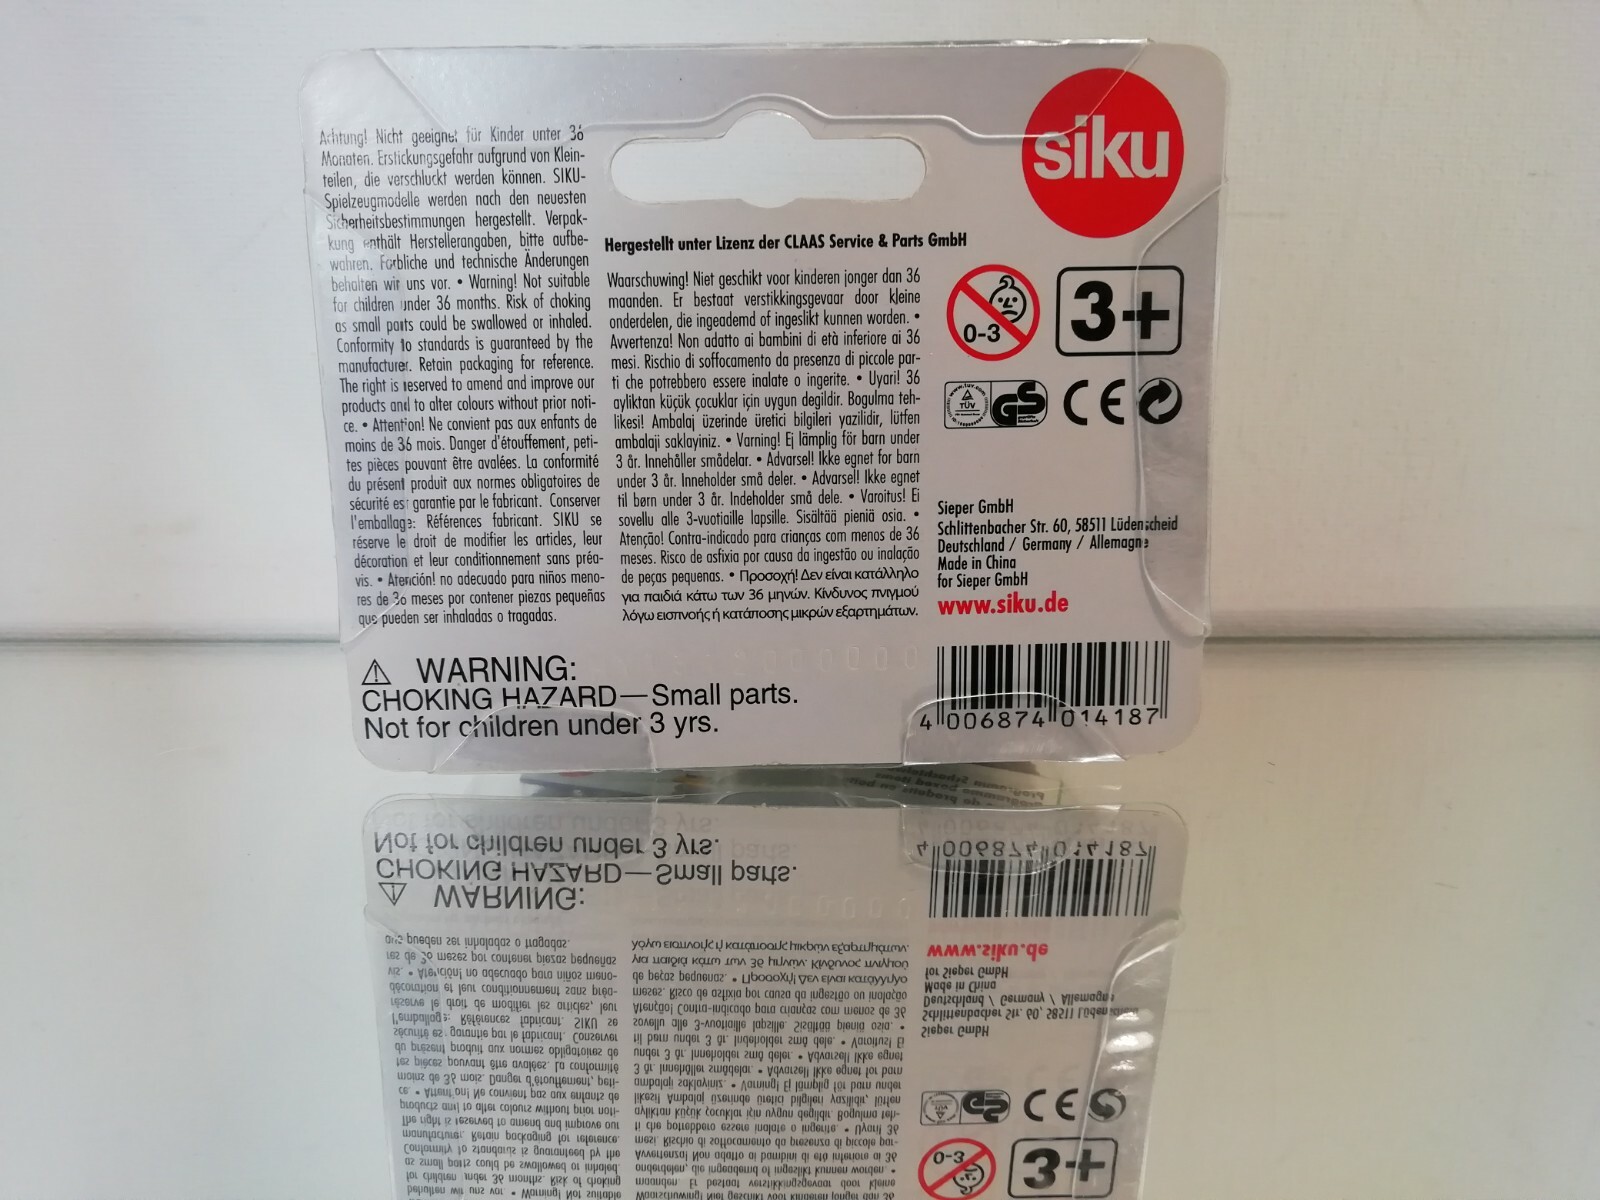 Achtung! Nicht geeignet für Kinder unter 36
Monaten. Erstickungsgefahr aufgrund von Klein-
teilen, die verschluckt werden können. SIKU-
Spielzeugmodelle werden nach den neuesten
Sicherheitsbestimmungen hergestellt. Verpak-
kung enthält Herstellerangaben, bitte aufbe-
wahren. Farbliche und technische Änderungen
behalten wir uns vor. • Warning! Not suitable
for children under 36 months. Risk of choking
as small parts could be swallowed or inhaled.
Conformity to standards is guaranteed by the
manufacturer. Retain packaging for reference.
The right is reserved to amend and improve our
products and to alter colours without prior noti-
ce. • Attention! Ne convient pas aux enfants de
moins de 36 mois. Danger d'étouffement, peti-
tes pièces pouvant être avalées. La conformité
du présent produit aux normes obligatoires de
sécurité est garantie par le fabricant. Conserver
l'emballage: Références fabricant. SIKU se
réserve le droit de modifier les articles, leur
décoration et leur conditionnement sans préa-
vis. • Atención! no adecuado para niños meno-
res de 36 meses por contener piezas pequeñas
que pueden ser inhaladas o tragadas.
Hergestellt unter Lizenz der CLAAS Service & Parts GmbH
Waarschuwing! Niet geschikt voor kinderen jonger dan 36
maanden. Er bestaat verstikkingsgevaar door kleine
onderdelen, die ingeademd of ingeslikt kunnen worden. •
Avvertenza! Non adatto ai bambini di età inferiore ai 36
mesi. Rischio di soffocamento da presenza di piccole par-
ti che potrebbero essere inalate o ingerite. • Uyari! 36
ayliktan küçük çocuklar için uygun degildir. Bogulma teh-
likesi! Ambalaj üzerinde üretici bilgileri yazilidir, lütfen
ambalaji saklayiniz. • Varning! Ej lämplig för barn under
3 år. Innehåller smådelar. • Advarsel! Ikke egnet for barn
under 3 år. Inneholder små deler. • Advarsel! Ikke egnet
til børn under 3 år. Indeholder små dele. • Varoitus! Ei
sovellu alle 3-vuotiaille lapsille. Sisältää pieniä osia. •
Atenção! Contra-indicado para crianças com menos de 36
meses. Risco de asfixia por causa da ingestão ou inalação
de peças pequenas. • Προσοχή! Δεν είναι κατάλληλο
για παιδιά κάτω των 36 μηνών. Κίνδυνος πνιγμού
λόγω εισπνοής ή κατάποσης μικρών εξαρτημάτων.
siku
0-3
3+
TÜV
GS
CE
Sieper GmbH
Schlittenbacher Str. 60, 58511 Lüdenscheid
Deutschland / Germany / Allemagne
Made in China
for Sieper GmbH
www.siku.de
⚠ WARNING:
CHOKING HAZARD—Small parts.
Not for children under 3 yrs.
4 006874 014187